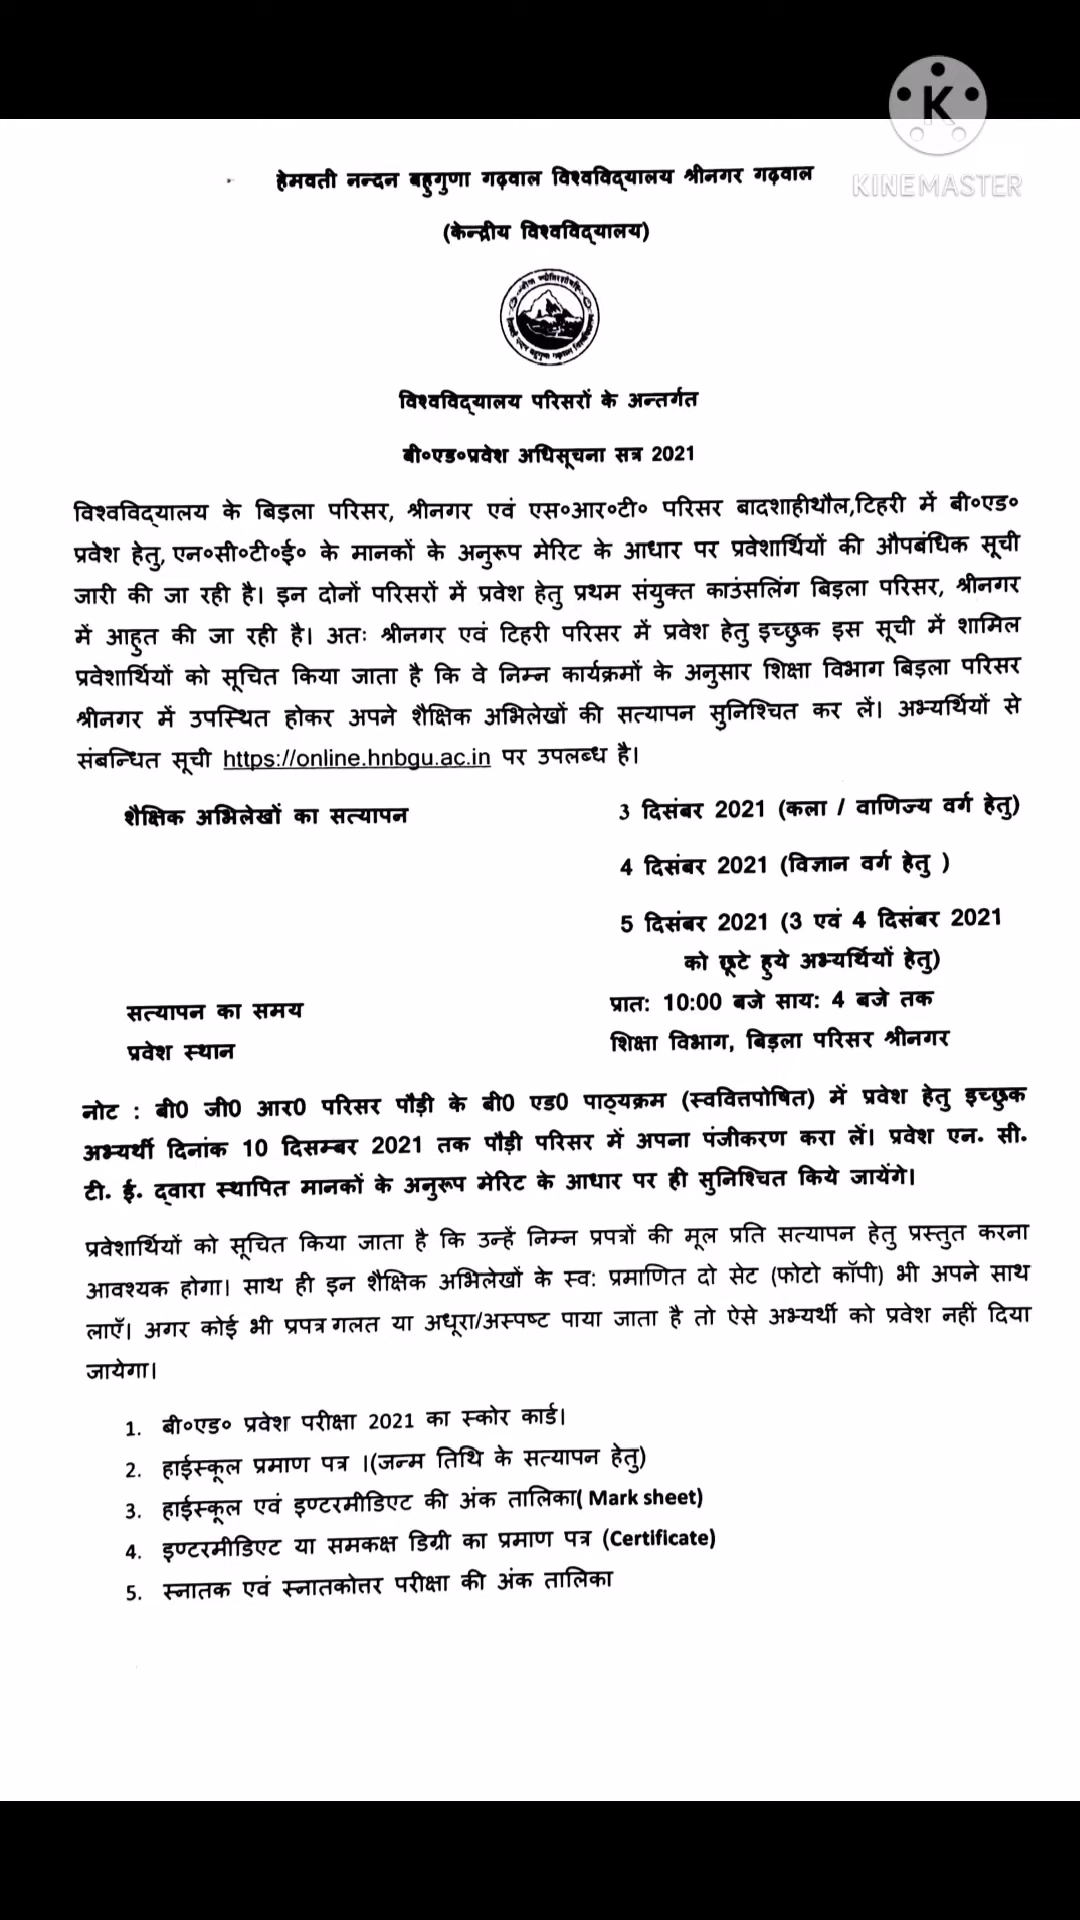 KINEMASTER
हेमवती नन्दन बहुगुणा गढ़वाल विश्वविद्यालय श्रीनगर गढ़वाल
(केन्द्रीय विश्वविद्यालय)
विश्वविद्यालय परिसरों के अन्तर्गत
बी०एड०प्रवेश अधिसूचना सत्र 2021
विश्वविद्यालय के बिड़ला परिसर, श्रीनगर एवं एस०आर०टी० परिसर बादशाहीथौल,टिहरी में बी०एड०
प्रवेश हेतु, एन०सी०टी०ई० के मानकों के अनुरूप मेरिट के आधार पर प्रवेशार्थियों की औपबंधिक सूची
जारी की जा रही है। इन दोनों परिसरों में प्रवेश हेतु प्रथम संयुक्त काउंसलिंग बिड़ला परिसर, श्रीनगर
में आहुत की जा रही है। अतः श्रीनगर एवं टिहरी परिसर में प्रवेश हेतु इच्छुक इस सूची में शामिल
प्रवेशार्थियों को सूचित किया जाता है कि वे निम्न कार्यक्रमों के अनुसार शिक्षा विभाग बिड़ला परिसर
श्रीनगर में उपस्थित होकर अपने शैक्षिक अभिलेखों की सत्यापन सुनिश्चित कर लें। अभ्यर्थियों से
संबन्धित सूची https://online.hnbgu.ac.in पर उपलब्ध है।
शैक्षिक अभिलेखों का सत्यापन 3 दिसंबर 2021 (कला / वाणिज्य वर्ग हेतु)
4 दिसंबर 2021 (विज्ञान वर्ग हेतु )
5 दिसंबर 2021 (3 एवं 4 दिसंबर 2021
को छूटे हुये अभ्यर्थियों हेतु)
सत्यापन का समय प्रात: 10:00 बजे साय: 4 बजे तक
प्रवेश स्थान शिक्षा विभाग, बिड़ला परिसर श्रीनगर
नोट : बी0 जी0 आर0 परिसर पौड़ी के बी0 एड0 पाठ्यक्रम (स्ववित्तपोषित) में प्रवेश हेतु इच्छुक
अभ्यर्थी दिनांक 10 दिसम्बर 2021 तक पौड़ी परिसर में अपना पंजीकरण करा लें। प्रवेश एन. सी.
टी. ई. द्वारा स्थापित मानकों के अनुरूप मेरिट के आधार पर ही सुनिश्चित किये जायेंगे।
प्रवेशार्थियों को सूचित किया जाता है कि उन्हें निम्न प्रपत्रों की मूल प्रति सत्यापन हेतु प्रस्तुत करना
आवश्यक होगा। साथ ही इन शैक्षिक अभिलेखों के स्व: प्रमाणित दो सेट (फोटो कॉपी) भी अपने साथ
लाएँ। अगर कोई भी प्रपत्र गलत या अधूरा/अस्पष्ट पाया जाता है तो ऐसे अभ्यर्थी को प्रवेश नहीं दिया
जायेगा।
1. बी०एड० प्रवेश परीक्षा 2021 का स्कोर कार्ड।
2. हाईस्कूल प्रमाण पत्र ।(जन्म तिथि के सत्यापन हेतु)
3. हाईस्कूल एवं इण्टरमीडिएट की अंक तालिका( Mark sheet)
4. इण्टरमीडिएट या समकक्ष डिग्री का प्रमाण पत्र (Certificate)
5. स्नातक एवं स्नातकोत्तर परीक्षा की अंक तालिका